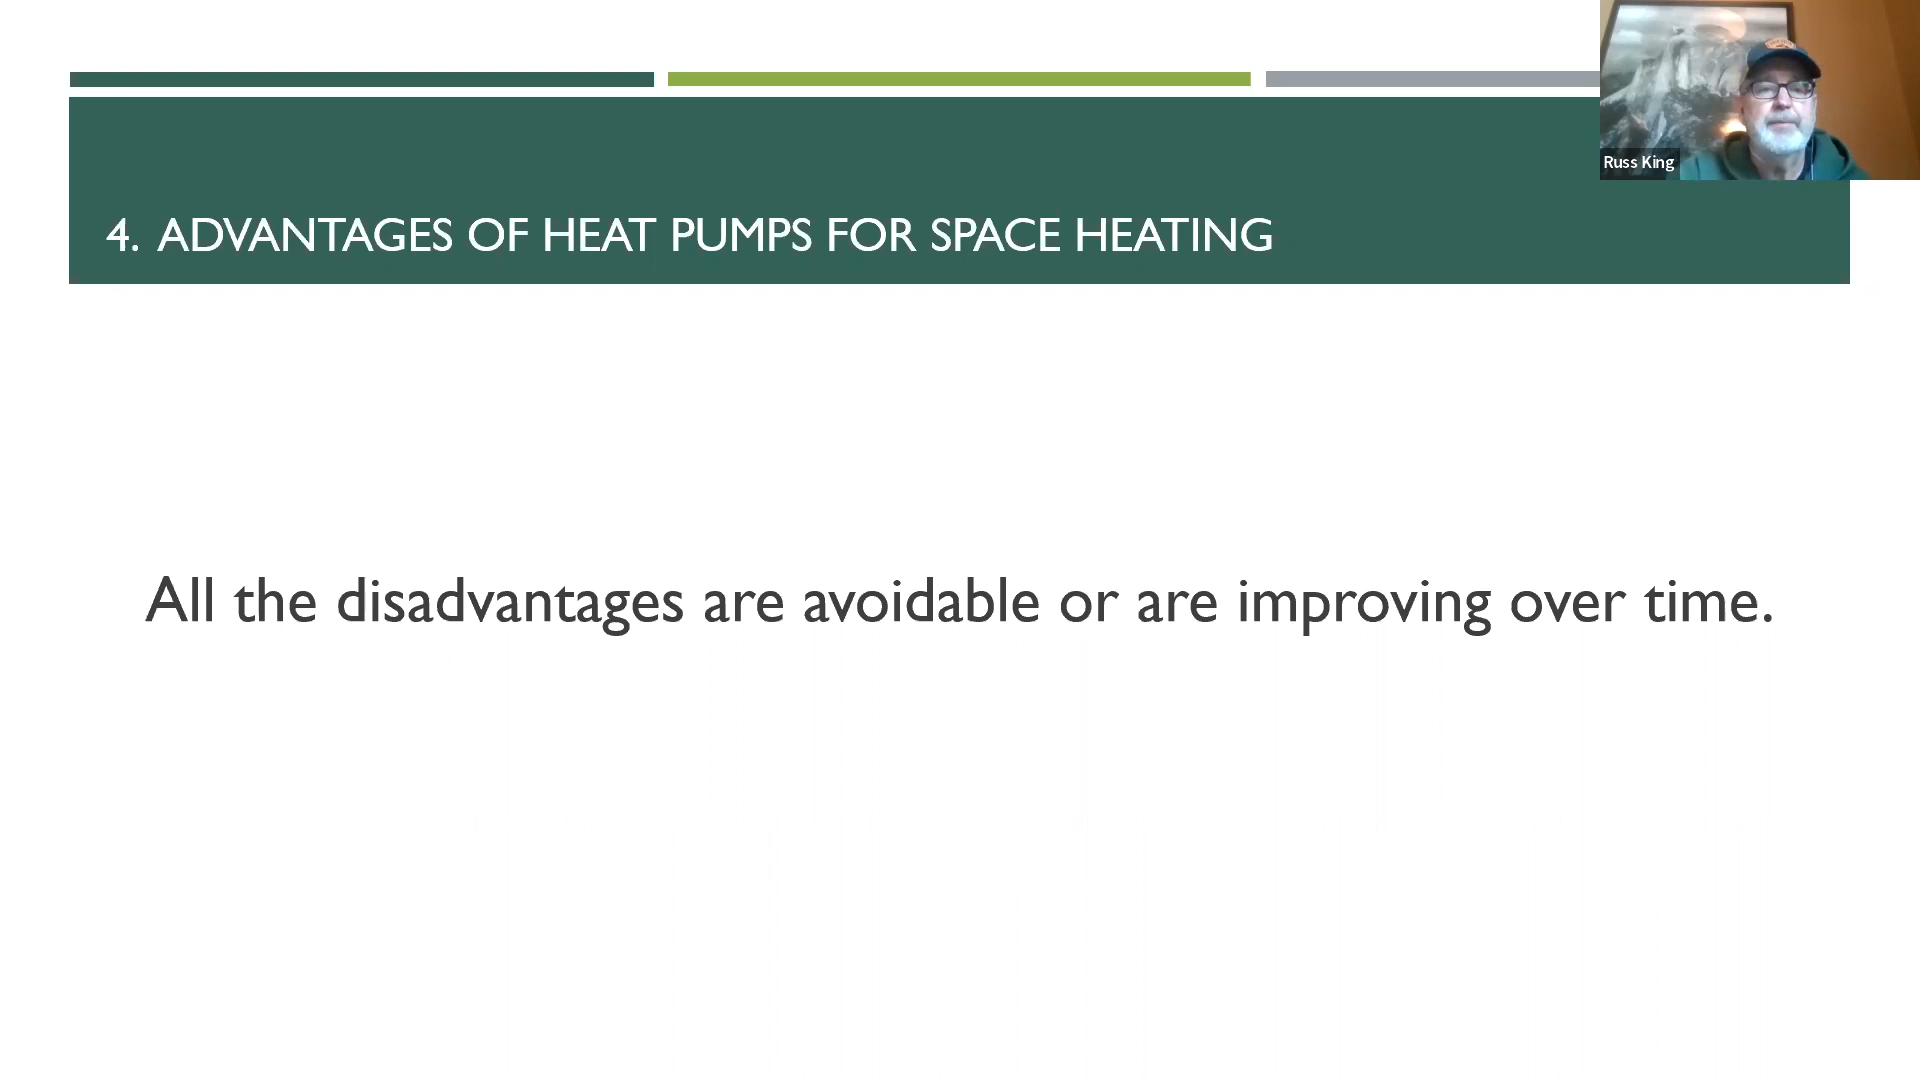 4. ADVANTAGES OF HEAT PUMPS FOR SPACE HEATING
Russ King
All the disadvantages are avoidable or are improving over time.